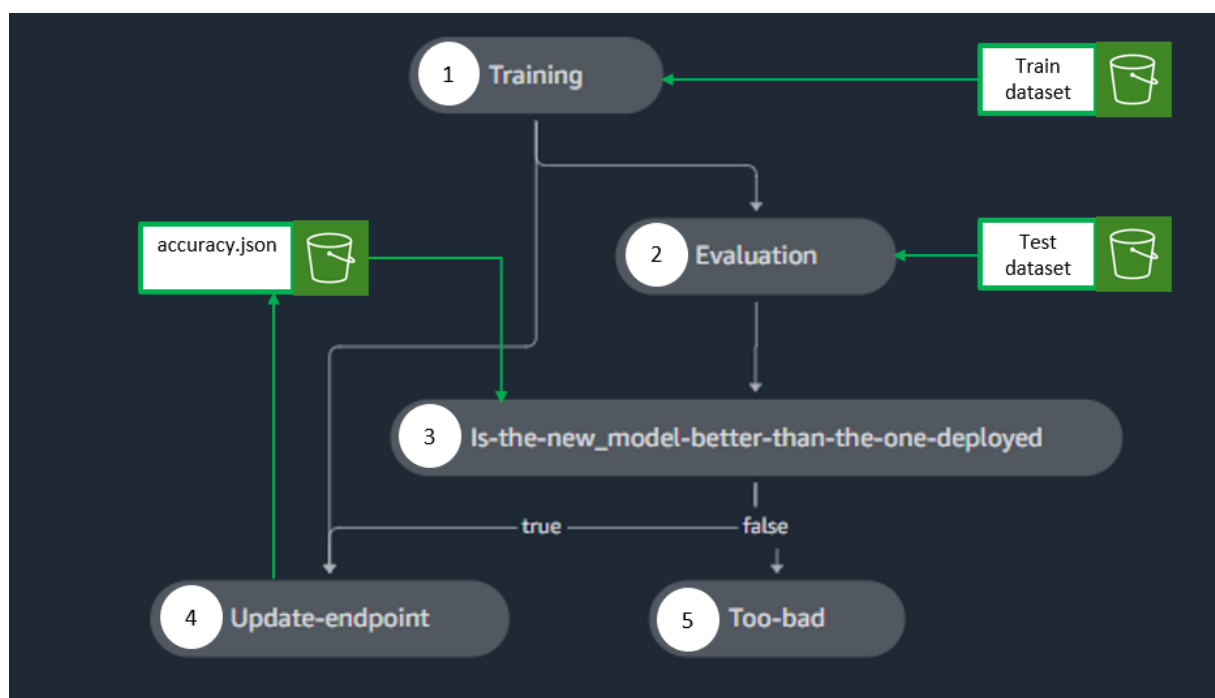 1 Training
Train
dataset
accuracy.json
2 Evaluation
Test
dataset
3 Is-the-new_model-better-than-the-one-deployed
true
false
4 Update-endpoint
5 Too-bad